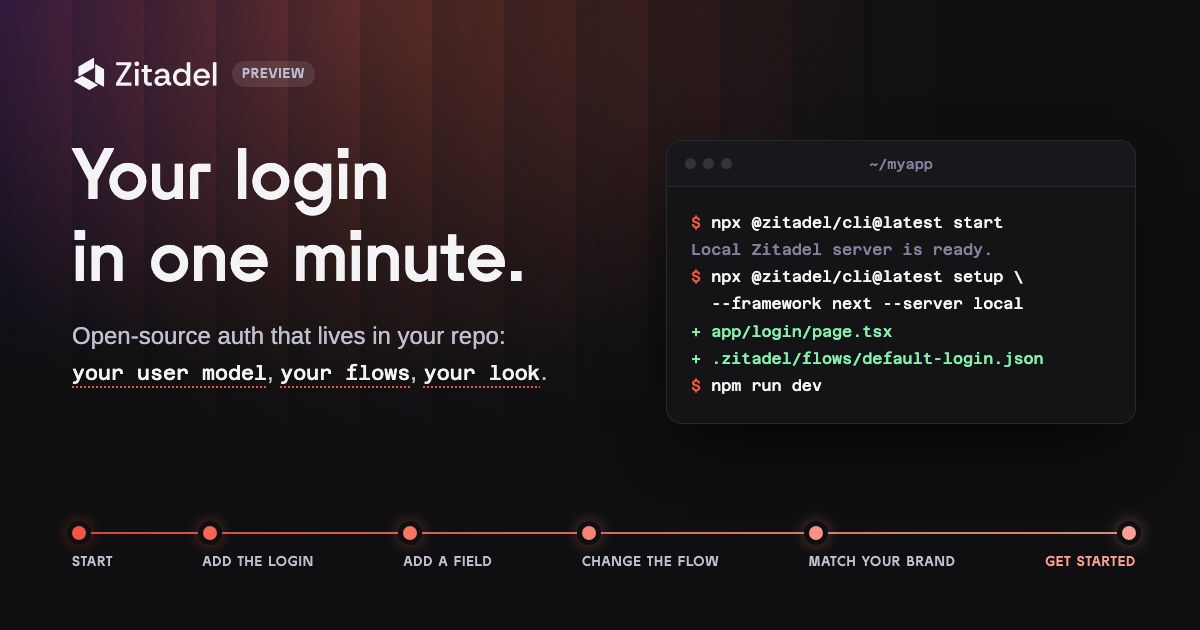 Zitadel PREVIEW
Your login
in one minute.
Open-source auth that lives in your repo:
your user model, your flows, your look.
~/myapp
$ npx @zitadel/cli@latest start
Local Zitadel server is ready.
$ npx @zitadel/cli@latest setup \
--framework next --server local
+ app/login/page.tsx
+ .zitadel/flows/default-login.json
$ npm run dev
START
ADD THE LOGIN
ADD A FIELD
CHANGE THE FLOW
MATCH YOUR BRAND
GET STARTED